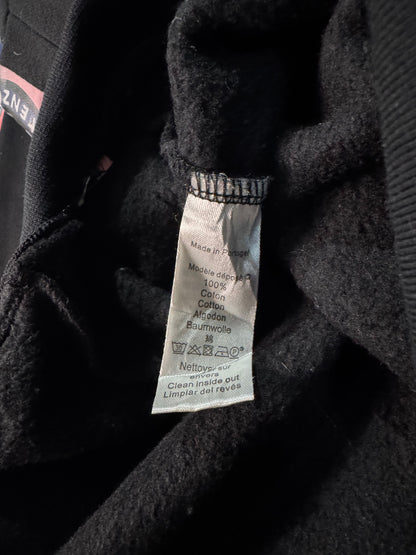 ENZ
Made in Portugal
Modèle déposé
100%
Coton
Cotton
Algodon
Baumwolle
Nettoyer sur
envers
Clean inside out
Limpiar del revés